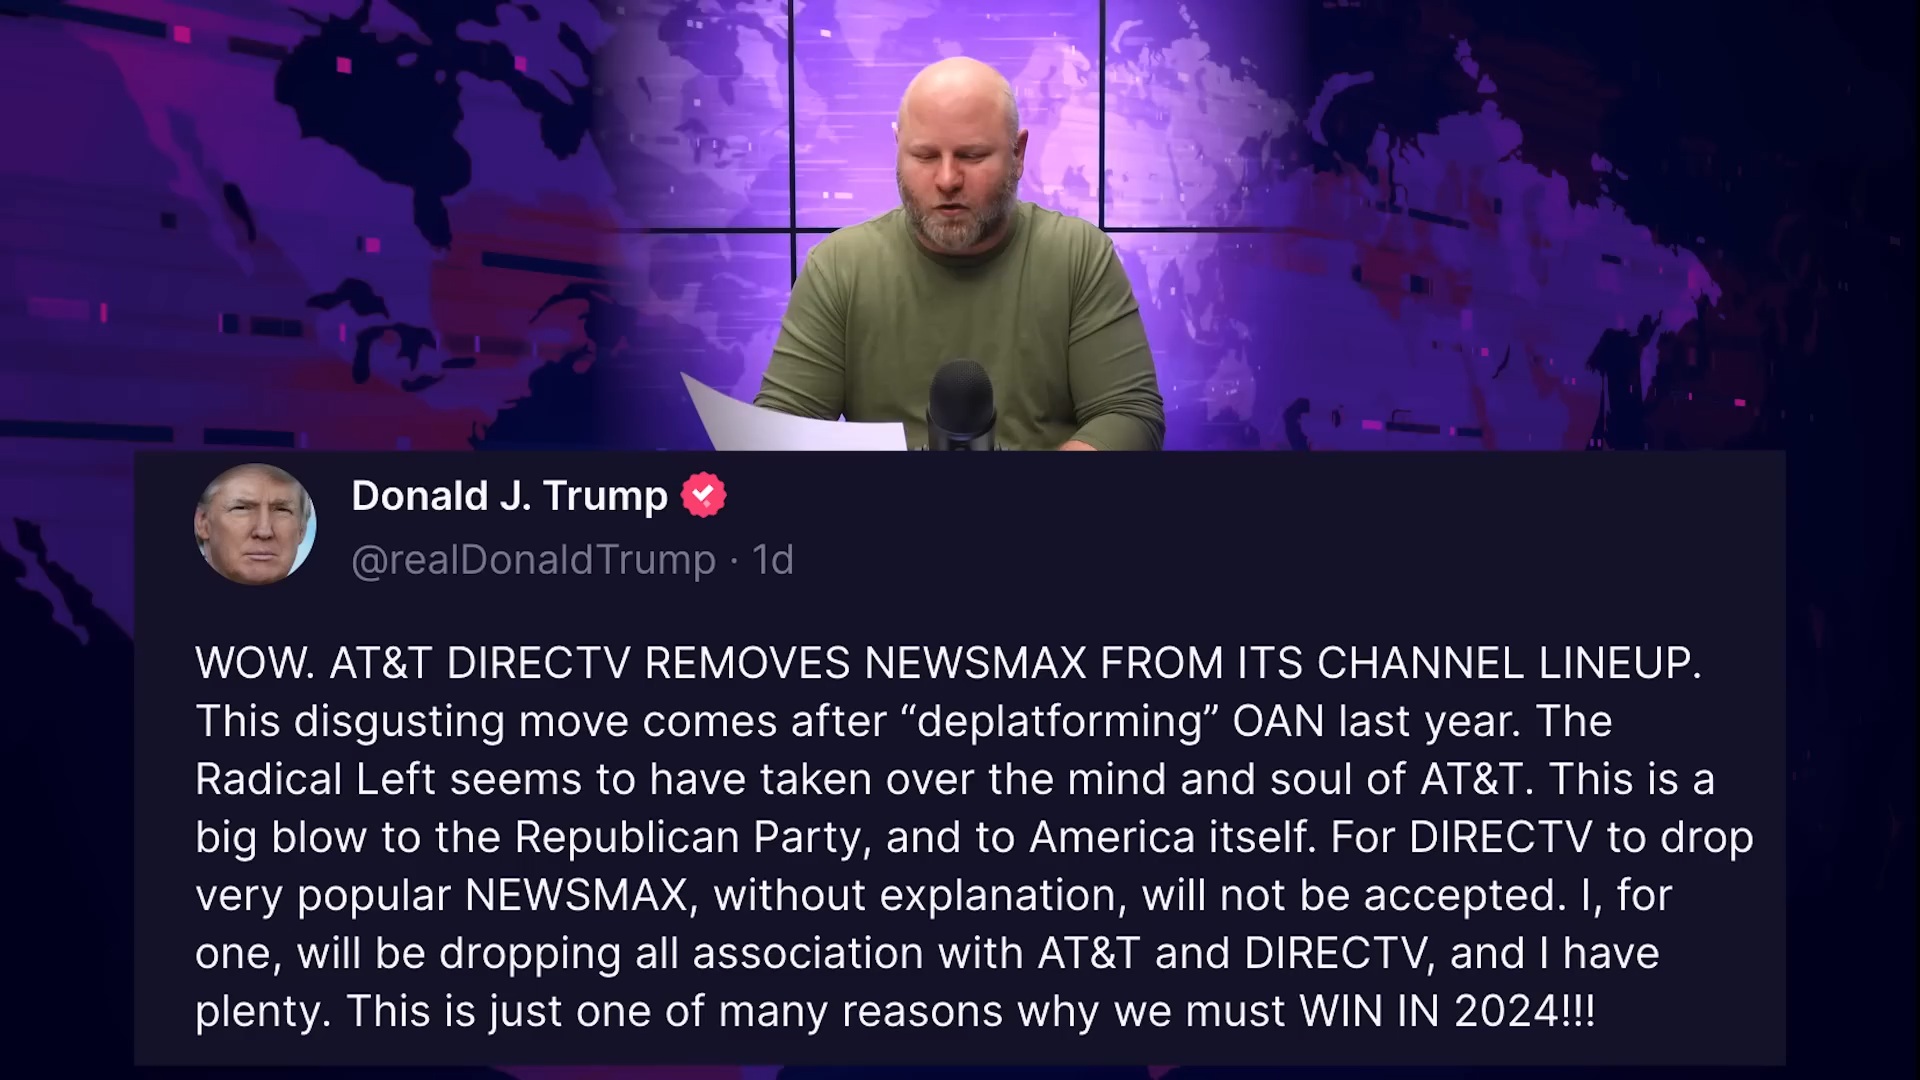 Donald J. Trump
@realDonaldTrump · 1d
WOW. AT&T DIRECTV REMOVES NEWSMAX FROM ITS CHANNEL LINEUP.
This disgusting move comes after “deplatforming” OAN last year. The
Radical Left seems to have taken over the mind and soul of AT&T. This is a
big blow to the Republican Party, and to America itself. For DIRECTV to drop
very popular NEWSMAX, without explanation, will not be accepted. I, for
one, will be dropping all association with AT&T and DIRECTV, and I have
plenty. This is just one of many reasons why we must WIN IN 2024!!!